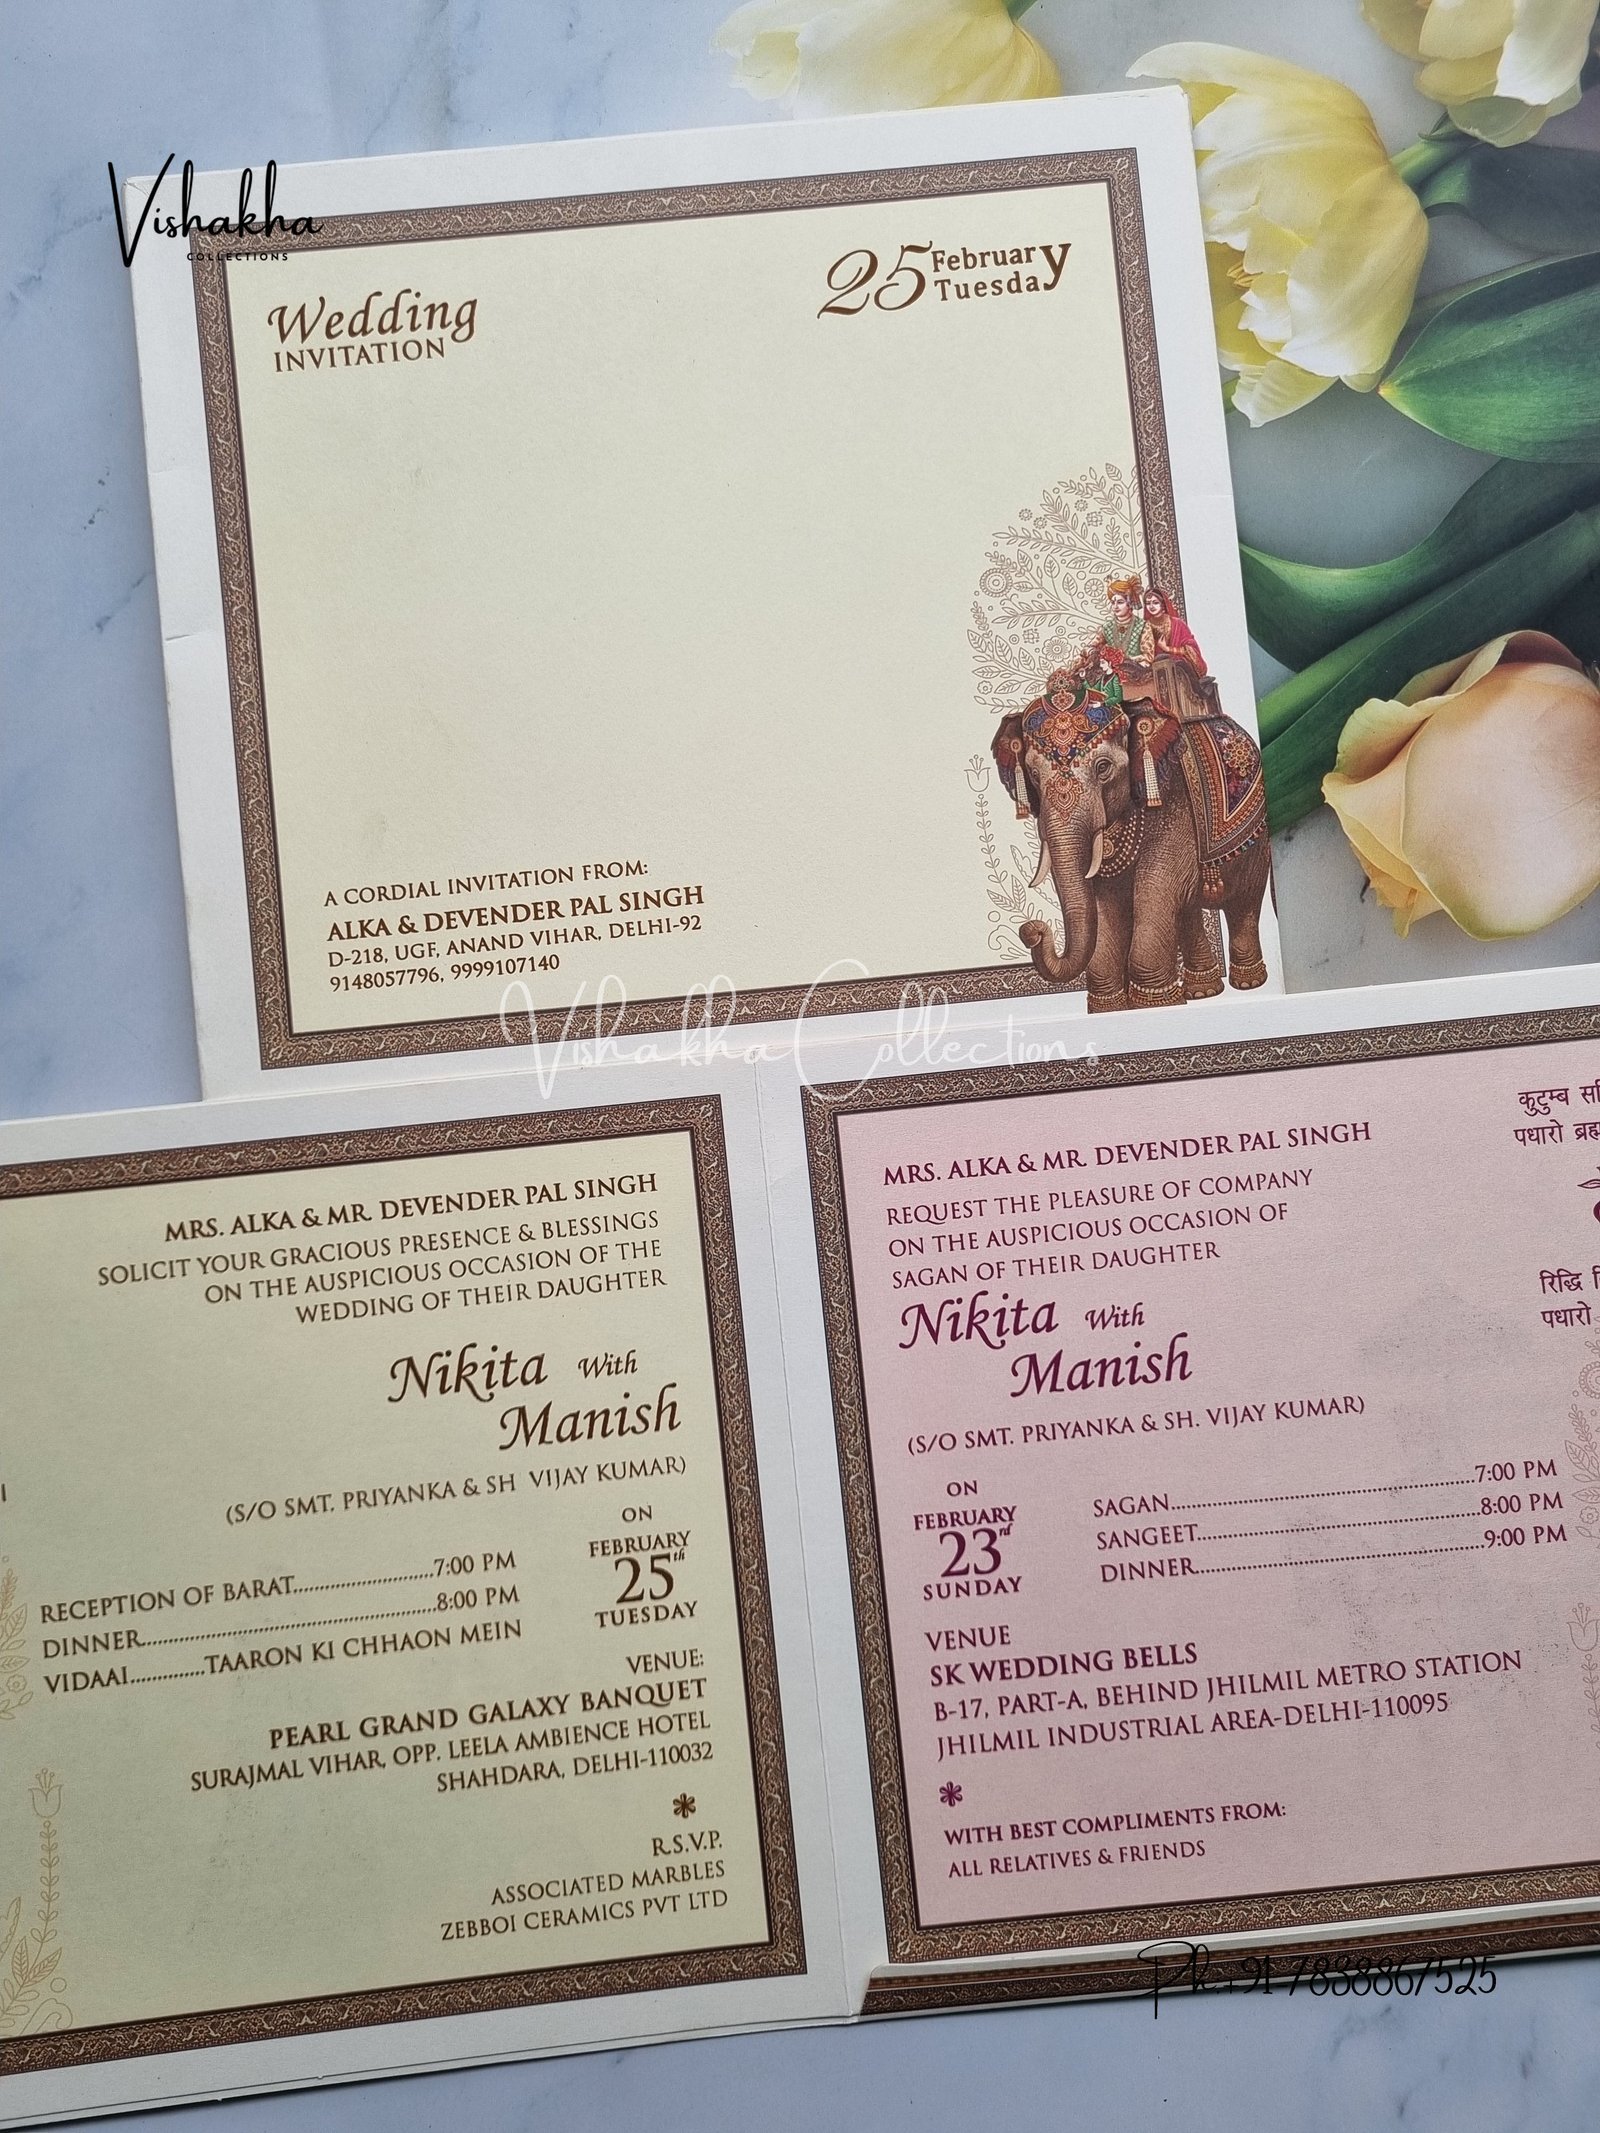 Vishakha
COLLECTIONS
Wedding
INVITATION
25 February
Tuesday
A CORDIAL INVITATION FROM:
ALKA & DEVENDER PAL SINGH
D-218, UGF, ANAND VIHAR, DELHI-92
9148057796, 9999107140
Vishakha Collections
MRS. ALKA & MR. DEVENDER PAL SINGH
SOLICIT YOUR GRACIOUS PRESENCE & BLESSINGS
ON THE AUSPICIOUS OCCASION OF THE
WEDDING OF THEIR DAUGHTER
Nikita With
Manish
(S/O SMT. PRIYANKA & SH VIJAY KUMAR)
ON
FEBRUARY
25th
TUESDAY
RECEPTION OF BARAT............................7:00 PM
DINNER..................................................8:00 PM
VIDAAI..............TAARON KI CHHAON MEIN
VENUE:
PEARL GRAND GALAXY BANQUET
SURAJMAL VIHAR, OPP. LEELA AMBIENCE HOTEL
SHAHDARA, DELHI-110032
R.S.V.P.
ASSOCIATED MARBLES
ZEBBOI CERAMICS PVT LTD
MRS. ALKA & MR. DEVENDER PAL SINGH
REQUEST THE PLEASURE OF COMPANY
ON THE AUSPICIOUS OCCASION OF
SAGAN OF THEIR DAUGHTER
Nikita With
Manish
(S/O SMT. PRIYANKA & SH. VIJAY KUMAR)
ON
FEBRUARY
23rd
SUNDAY
SAGAN......................................................7:00 PM
SANGEET..................................................8:00 PM
DINNER...................................................9:00 PM
VENUE
SK WEDDING BELLS
B-17, PART-A, BEHIND JHILMIL METRO STATION
JHILMIL INDUSTRIAL AREA-DELHI-110095
WITH BEST COMPLIMENTS FROM:
ALL RELATIVES & FRIENDS
कुटुम्ब
पधारो
रिद्धि
पधारो
Ph:+91-7838867525